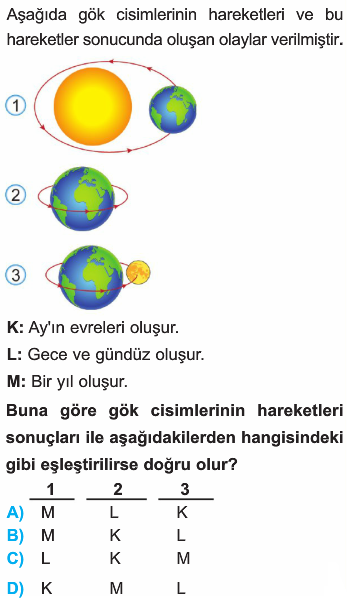 Aşağıda gök cisimlerinin hareketleri ve bu
hareketler sonucunda oluşan olaylar verilmiştir.
1
2
3
K: Ay'ın evreleri oluşur.
L: Gece ve gündüz oluşur.
M: Bir yıl oluşur.
Buna göre gök cisimlerinin hareketleri
sonuçları ile aşağıdakilerden hangisindeki
gibi eşleştirilirse doğru olur?
1 2 3
A) M L K
B) M K L
C) L K M
D) K M L